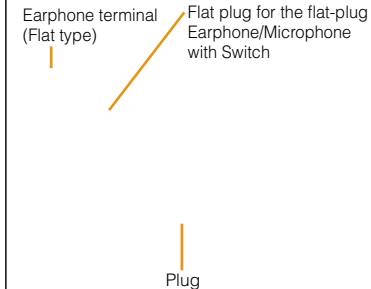 Earphone terminal
(Flat type)
Flat plug for the flat-plug
Earphone/Microphone
with Switch
Plug